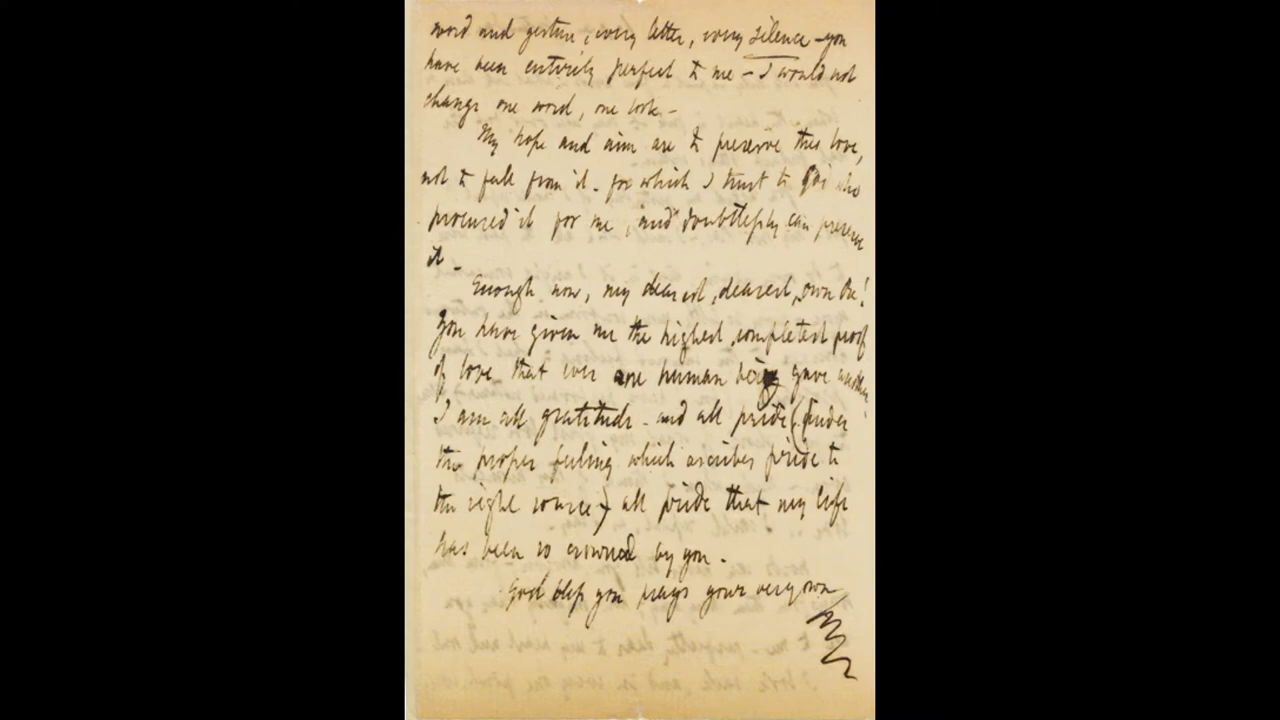 word and gesture, every letter, every silence - you
have been entirely perfect to me - I would not
change one word, one look -
My hope and aim are to preserve this love,
not to fall from it - for which I trust to God who
procured it for me, and doubtlessly can preserve
it -
Enough now, my dearest, dearest, own Ba!
You have given me the highest, completest proof
of love that ever one human being gave another.
I am all gratitude - and all pride (under
the proper feeling which ascribes pride to
the right source) all pride that my life
has been so crowned by you.
God bless you prays your very own
R